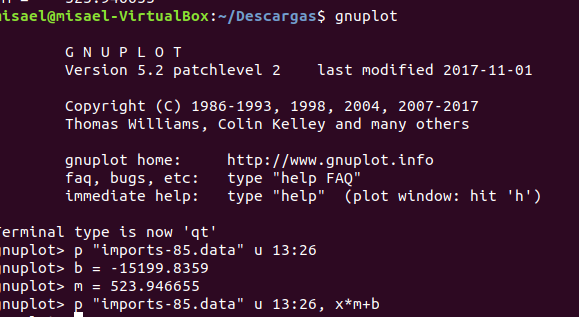 523.946655
misael@misael-VirtualBox:~/Descargas$ gnuplot
G N U P L O T
Version 5.2 patchlevel 2 last modified 2017-11-01
Copyright (C) 1986-1993, 1998, 2004, 2007-2017
Thomas Williams, Colin Kelley and many others
gnuplot home: http://www.gnuplot.info
faq, bugs, etc: type "help FAQ"
immediate help: type "help" (plot window: hit 'h')
Terminal type is now 'qt'
gnuplot> p "imports-85.data" u 13:26
gnuplot> b = -15199.8359
gnuplot> m = 523.946655
gnuplot> p "imports-85.data" u 13:26, x*m+b
gnuplot>